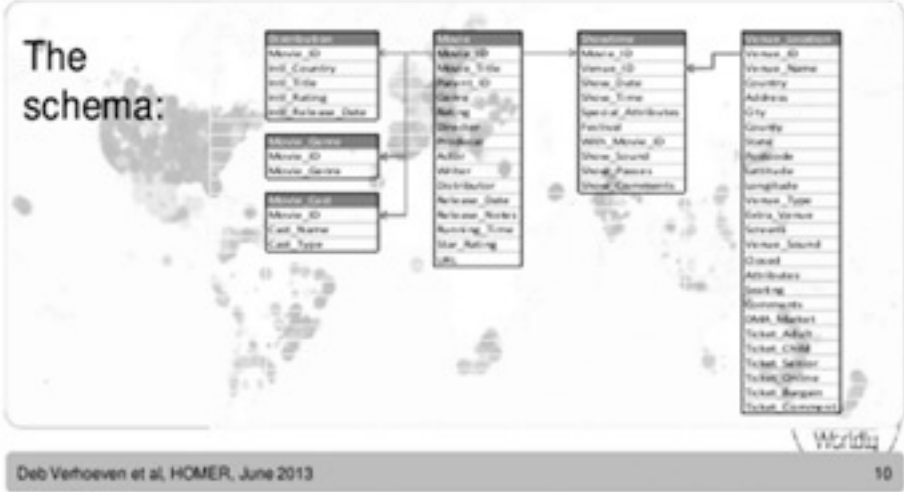 The
schema:
Distribution
Movie_ID
Intl_Country
Intl_Title
Intl_Rating
Intl_Release_Date
Movie_Genre
Movie_ID
Movie_Genre
Movie_Cast
Movie_ID
Cast_Name
Cast_Type
Movie
Movie_ID
Movie_Title
Parent_ID
Genre
Rating
Director
Producer
Actor
Writer
Distributor
Release_Date
Release_Notes
Running_Time
Star_Rating
URL
Showtime
Movie_ID
Venue_ID
Show_Date
Show_Time
Special_Attributes
Festival
With_Movie_ID
Show_Sound
Show_Passes
Show_Comments
Venue_Location
Venue_ID
Venue_Name
Country
Address
City
County
State
Postcode
Lattitude
Longitude
Venue_Type
Extra_Venue
Screens
Venue_Sound
Closed
Attributes
Seating
Comments
DMA_Market
Ticket_Adult
Ticket_Child
Ticket_Senior
Ticket_Online
Ticket_Bargain
Ticket_Comment
Deb Verhoeven et al, HOMER, June 2013
10